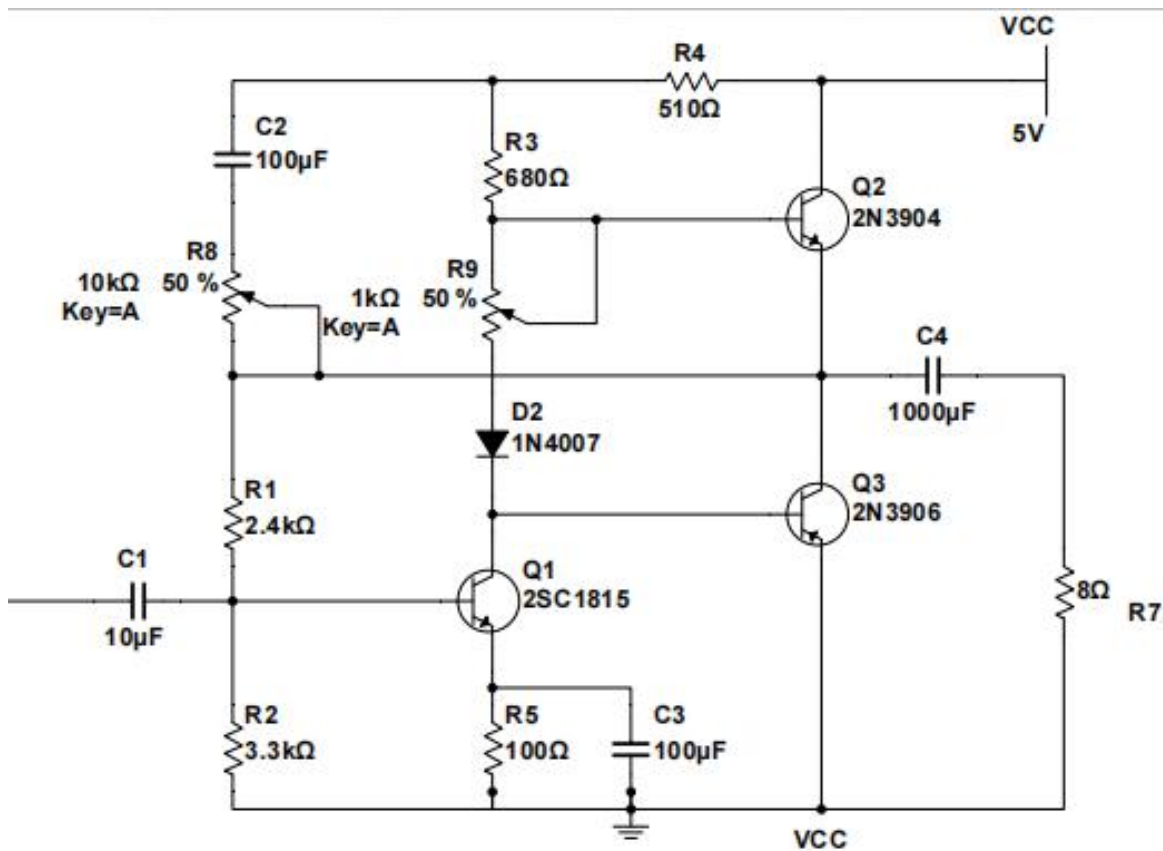 VCC
5V
R4
510Ω
C2
100µF
R3
680Ω
Q2
2N3904
R8
10kΩ 50 %
Key=A
R9
1kΩ 50 %
Key=A
C4
1000µF
D2
1N4007
R1
2.4kΩ
Q3
2N3906
C1
10µF
Q1
2SC1815
8Ω
R7
R2
3.3kΩ
R5
100Ω
C3
100µF
VCC